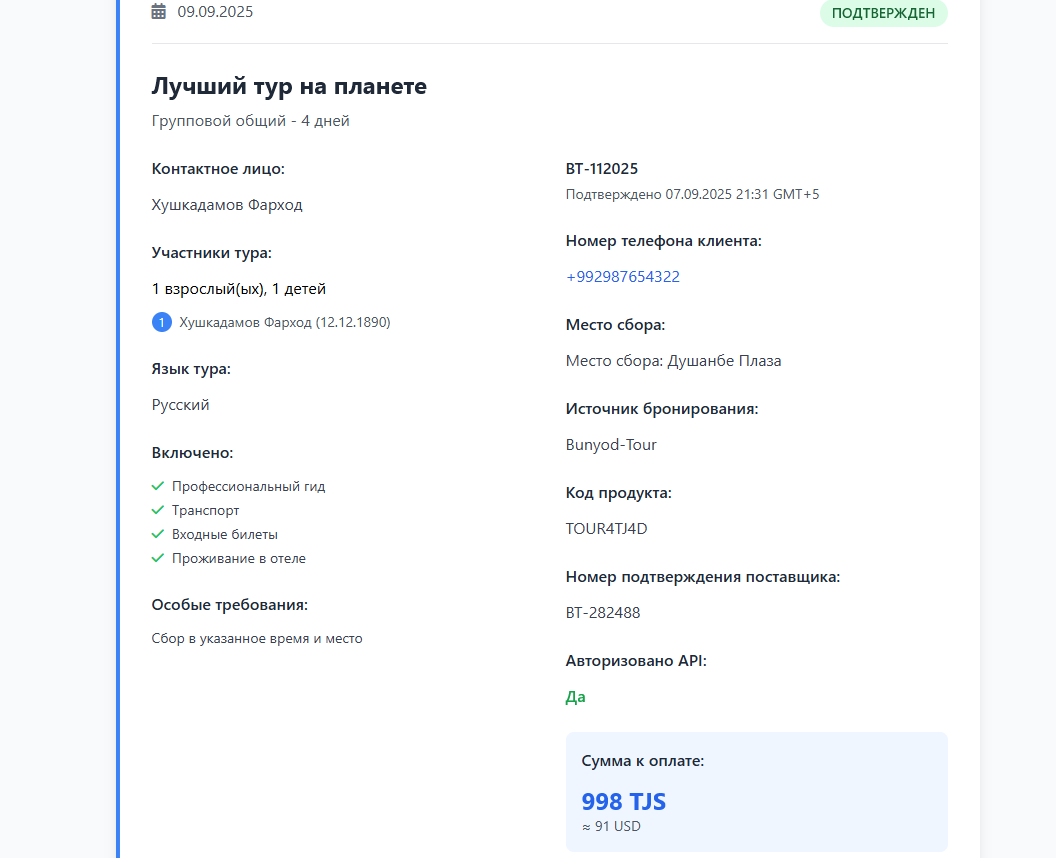 09.09.2025
ПОДТВЕРЖДЕН
Лучший тур на планете
Групповой общий - 4 дней
Контактное лицо:
Хушкадамов Фарход
Участники тура:
1 взрослый(ых), 1 детей
1 Хушкадамов Фарход (12.12.1890)
Язык тура:
Русский
Включено:
Профессиональный гид
Транспорт
Входные билеты
Проживание в отеле
Особые требования:
Сбор в указанное время и место
BT-112025
Подтверждено 07.09.2025 21:31 GMT+5
Номер телефона клиента:
+992987654322
Место сбора:
Место сбора: Душанбе Плаза
Источник бронирования:
Bunyod-Tour
Код продукта:
TOUR4TJ4D
Номер подтверждения поставщика:
BT-282488
Авторизовано API:
Да
Сумма к оплате:
998 TJS
≈ 91 USD